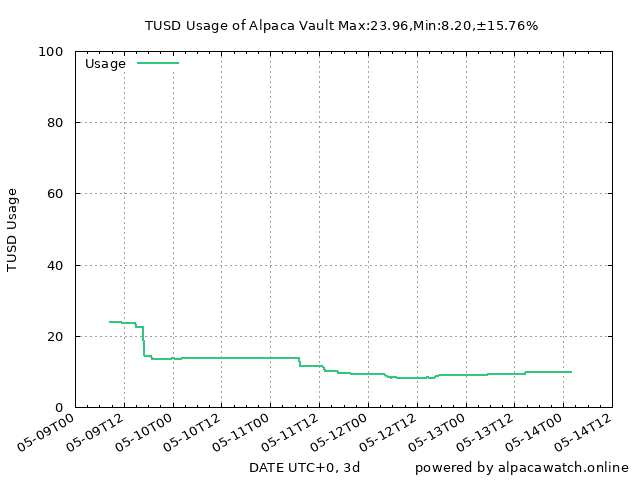 TUSD Usage of Alpaca Vault Max:23.96,Min:8.20,±15.76%
100
Usage
80
60
TUSD Usage
40
20
0
05-09T00 05-09T12 05-10T00 05-10T12 05-11T00 05-11T12 05-12T00 05-12T12 05-13T00 05-13T12 05-14T00 05-14T12
DATE UTC+0, 3d
powered by alpacawatch.online